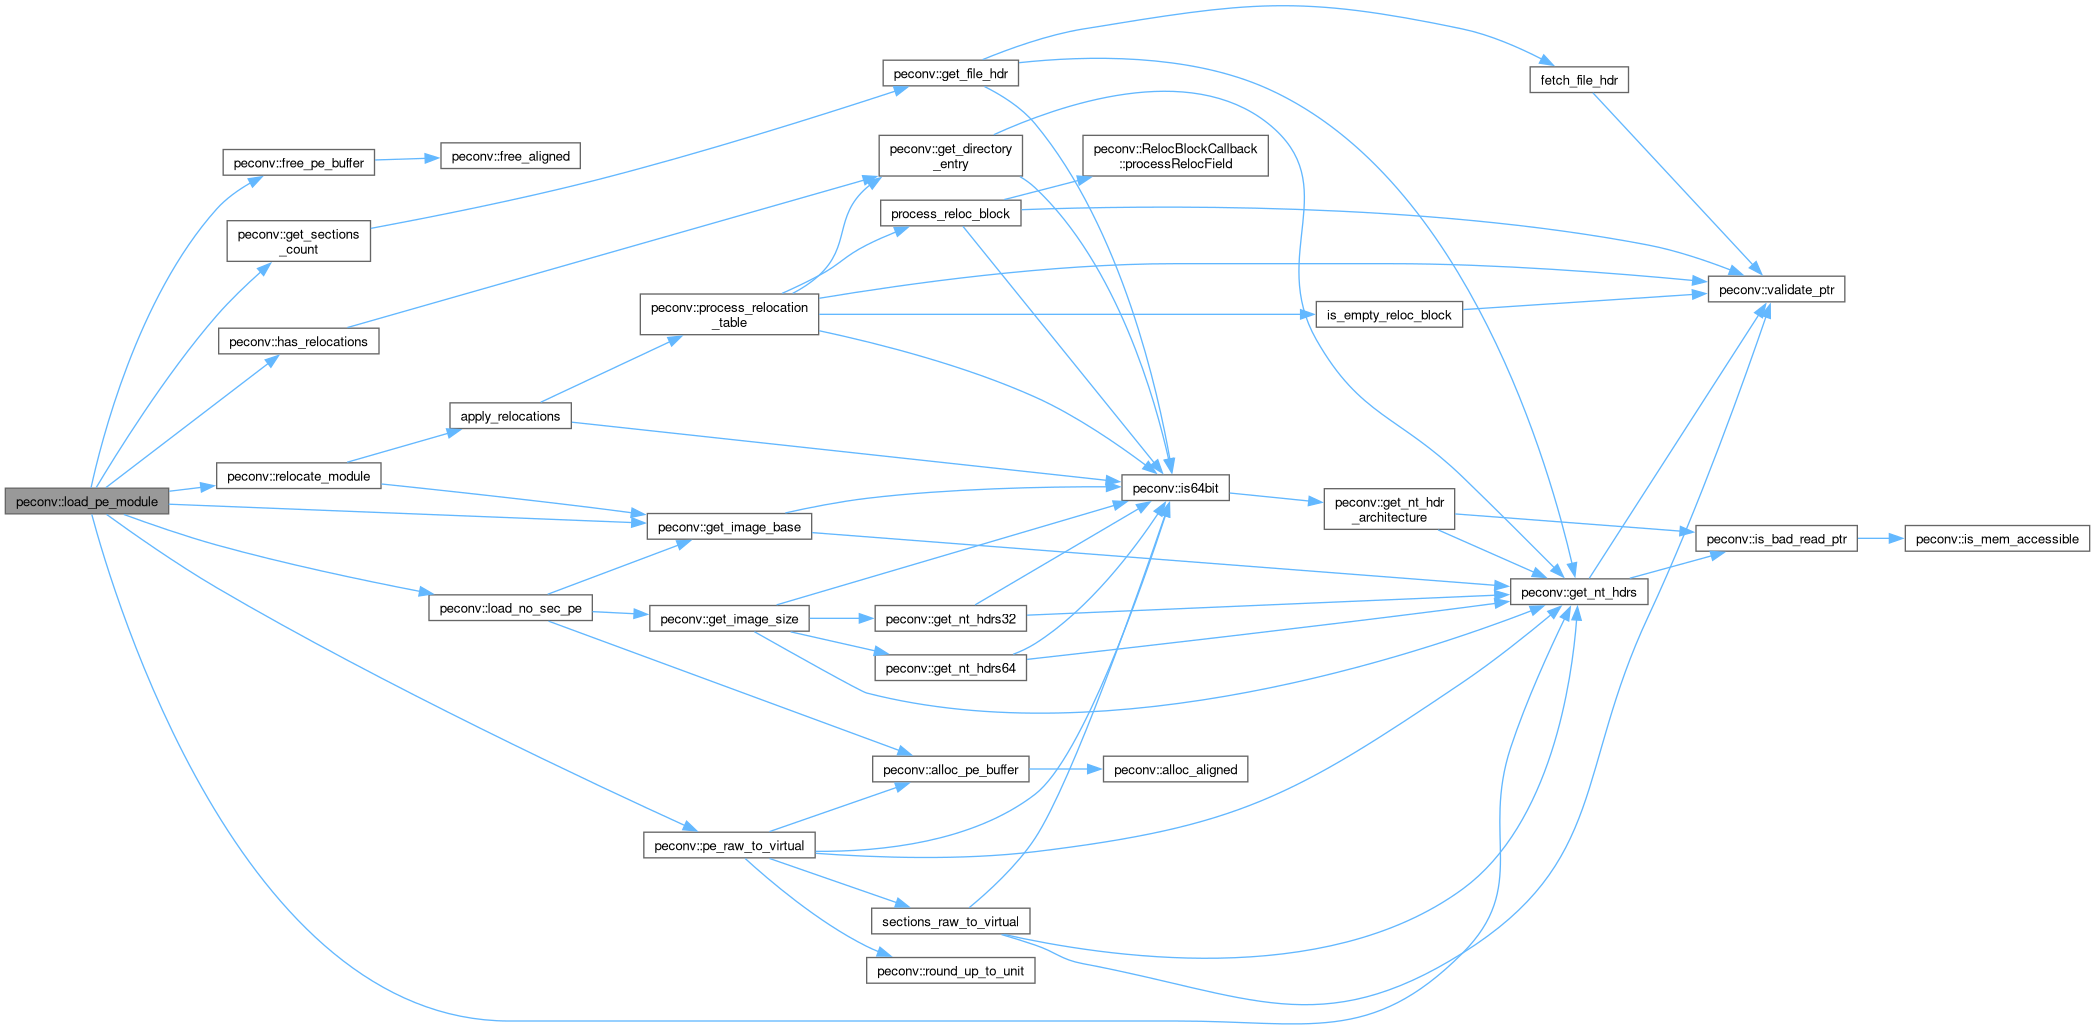 peconv::load_pe_module
peconv::free_pe_buffer
peconv::free_aligned
peconv::get_sections
_count
peconv::has_relocations
peconv::relocate_module
apply_relocations
peconv::load_no_sec_pe
peconv::process_relocation
_table
peconv::get_image_base
peconv::get_image_size
peconv::pe_raw_to_virtual
peconv::get_file_hdr
peconv::get_directory
_entry
process_reloc_block
peconv::get_nt_hdrs32
peconv::get_nt_hdrs64
peconv::alloc_pe_buffer
sections_raw_to_virtual
peconv::round_up_to_unit
peconv::RelocBlockCallback
::processRelocField
peconv::is64bit
peconv::alloc_aligned
is_empty_reloc_block
peconv::get_nt_hdr
_architecture
fetch_file_hdr
peconv::get_nt_hdrs
peconv::validate_ptr
peconv::is_bad_read_ptr
peconv::is_mem_accessible